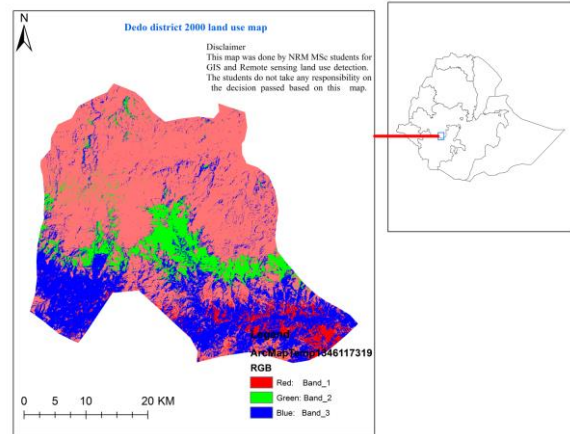 N
Dedo district 2000 land use map
Disclaimer
This map was done by NRM MSc students for
GIS and Remote sensing land use detection.
The students do not take any responsibility on
the decision passed based on this map.
Legend
ArcMapTemp1346117319
RGB
Red: Band_1
Green: Band_2
Blue: Band_3
0 5 10 20 KM